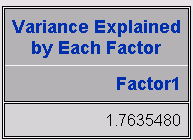 Variance Explained
by Each Factor
Factor1
1.7635480